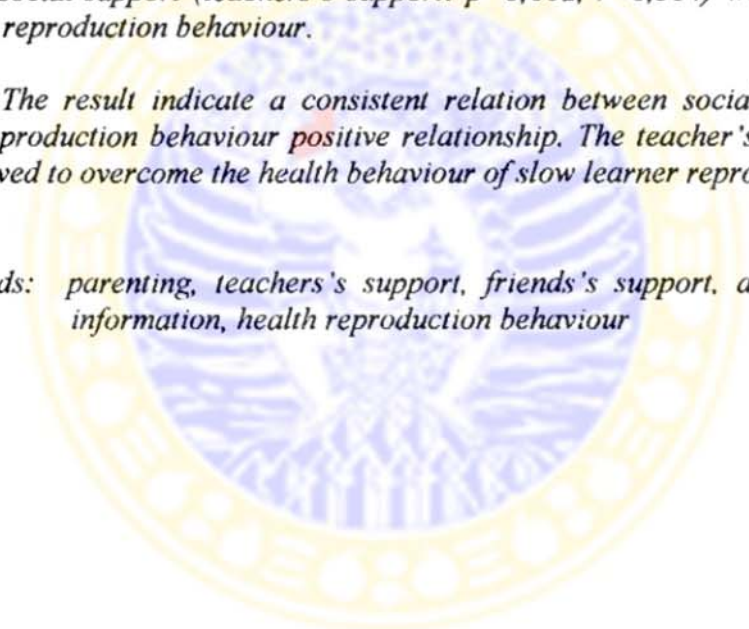 reproduction behaviour.
The result indicate a consistent relation between socia
production behaviour positive relationship. The teacher's
ved to overcome the health behaviour of slow learner repro
ds: parenting, teachers's support, friends's support, a
information, health reproduction behaviour